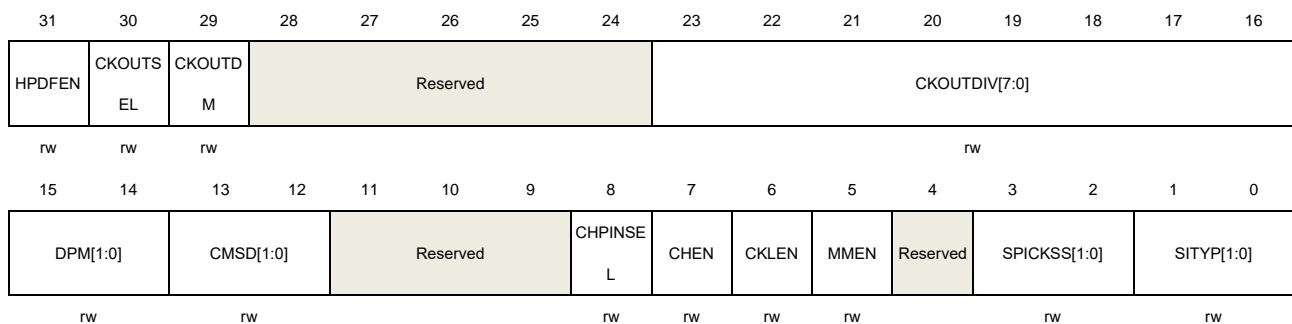 31 30 29 28 27 26 25 24 23 22 21 20 19 18 17 16
HPDFEN CKOUTS CKOUTD Reserved CKOUTDIV[7:0]
EL M
rw rw rw rw
15 14 13 12 11 10 9 8 7 6 5 4 3 2 1 0
DPM[1:0] CMSD[1:0] Reserved CHPINSE CHEN CKLEN MMEN Reserved SPICKSS[1:0] SITYP[1:0]
L
rw rw rw rw rw rw rw rw